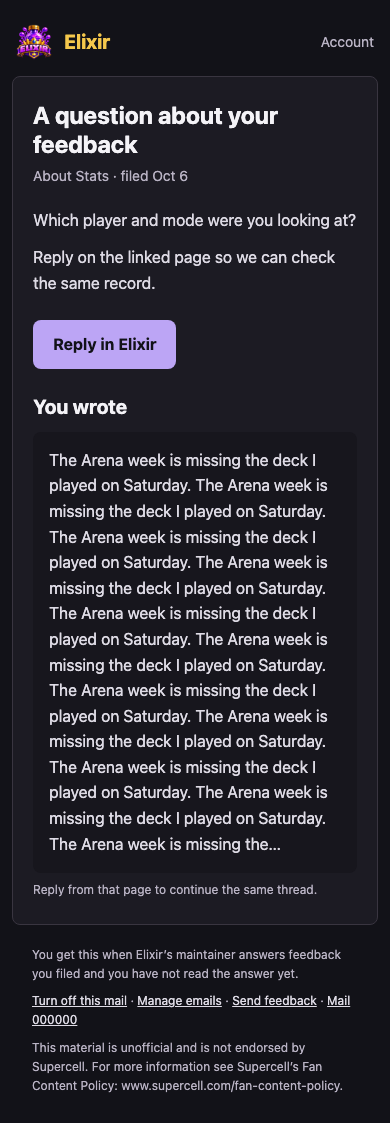 ELIXIR
Elixir
Account
A question about your
feedback
About Stats · filed Oct 6
Which player and mode were you looking at?
Reply on the linked page so we can check
the same record.
Reply in Elixir
You wrote
The Arena week is missing the deck I
played on Saturday. The Arena week is
missing the deck I played on Saturday.
The Arena week is missing the deck I
played on Saturday. The Arena week is
missing the deck I played on Saturday.
The Arena week is missing the deck I
played on Saturday. The Arena week is
missing the deck I played on Saturday.
The Arena week is missing the deck I
played on Saturday. The Arena week is
missing the deck I played on Saturday.
The Arena week is missing the deck I
played on Saturday. The Arena week is
missing the deck I played on Saturday.
The Arena week is missing the…
Reply from that page to continue the same thread.
You get this when Elixir’s maintainer answers feedback
you filed and you have not read the answer yet.
Turn off this mail · Manage emails · Send feedback · Mail
000000
This material is unofficial and is not endorsed by
Supercell. For more information see Supercell’s Fan
Content Policy: www.supercell.com/fan-content-policy.